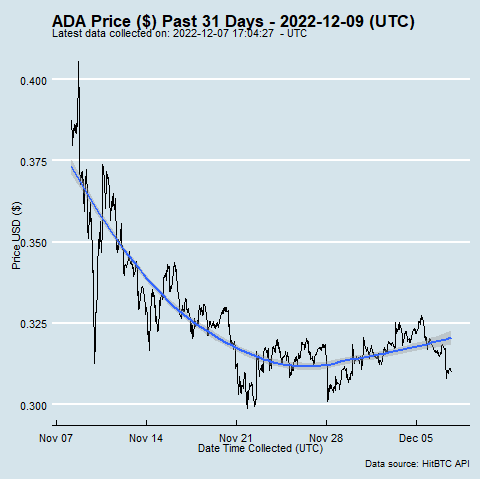 ADA Price ($) Past 31 Days - 2022-12-09 (UTC)
Latest data collected on: 2022-12-07 17:04:27  - UTC
0.400
0.375
0.350
0.325
0.300
Price USD ($)
Nov 07 Nov 14 Nov 21 Nov 28 Dec 05
Date Time Collected (UTC)
Data source: HitBTC API